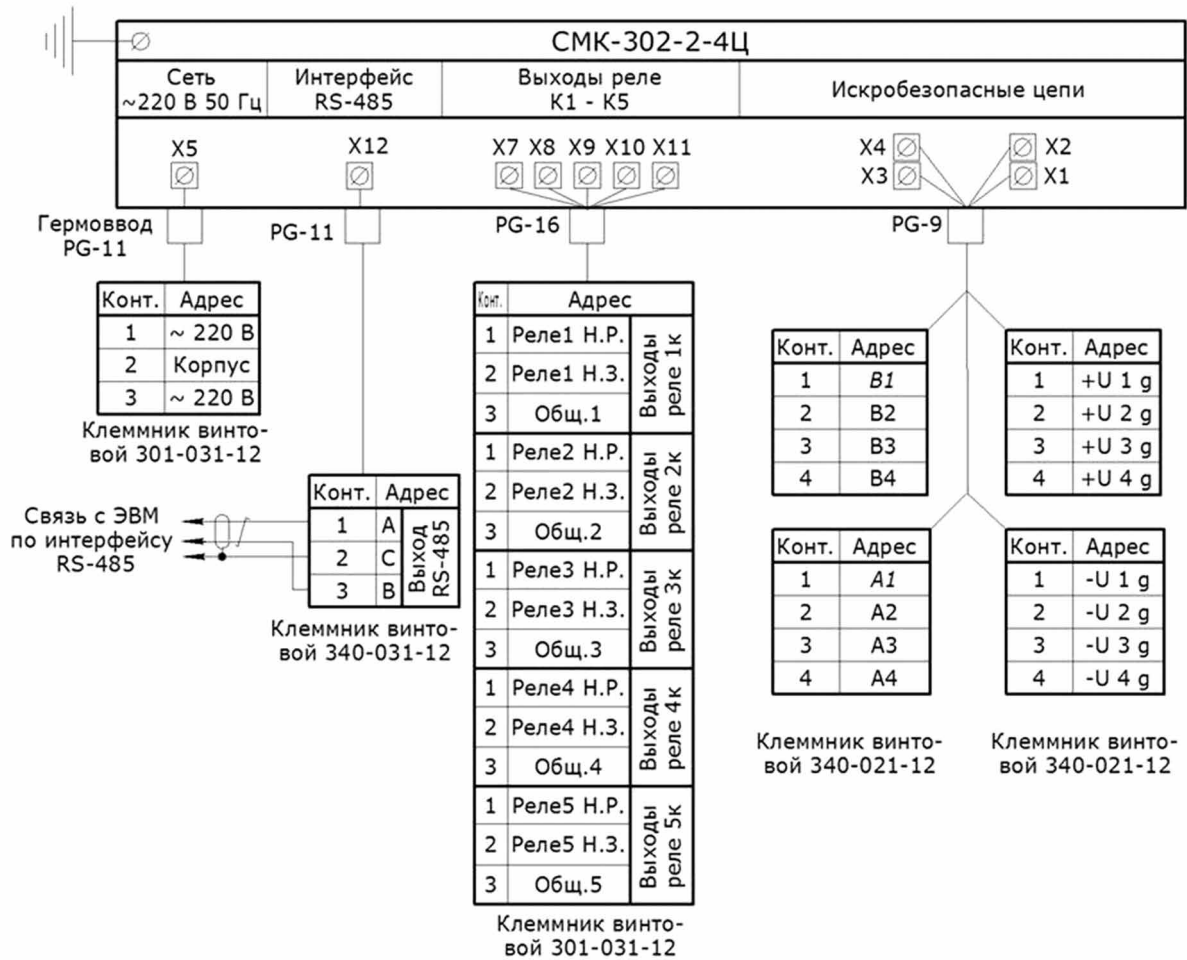 СМК-302-2-4Ц
Сеть
~220 В 50 Гц
Интерфейс
RS-485
Выходы реле
К1 - К5
Искробезопасные цепи
X5
X12
X7 X8 X9 X10 X11
X4
X3
X2
X1
Гермоввод
PG-11
PG-11
PG-16
PG-9
Конт. Адрес
1 ~ 220 В
2 Корпус
3 ~ 220 В
Клеммник винто-
вой 301-031-12
Связь с ЭВМ
по интерфейсу
RS-485
Конт. Адрес
1 A
2 C
3 B
Выход
RS-485
Клеммник винто-
вой 340-031-12
Конт. Адрес
1 Реле1 Н.Р.
2 Реле1 Н.З.
3 Общ.1
Выходы
реле 1к
1 Реле2 Н.Р.
2 Реле2 Н.З.
3 Общ.2
Выходы
реле 2к
1 Реле3 Н.Р.
2 Реле3 Н.З.
3 Общ.3
Выходы
реле 3к
1 Реле4 Н.Р.
2 Реле4 Н.З.
3 Общ.4
Выходы
реле 4к
1 Реле5 Н.Р.
2 Реле5 Н.З.
3 Общ.5
Выходы
реле 5к
Клеммник винто-
вой 301-031-12
Конт. Адрес
1 B1
2 B2
3 B3
4 B4
Конт. Адрес
1 +U 1 g
2 +U 2 g
3 +U 3 g
4 +U 4 g
Конт. Адрес
1 A1
2 A2
3 A3
4 A4
Конт. Адрес
1 -U 1 g
2 -U 2 g
3 -U 3 g
4 -U 4 g
Клеммник винто-
вой 340-021-12
Клеммник винто-
вой 340-021-12